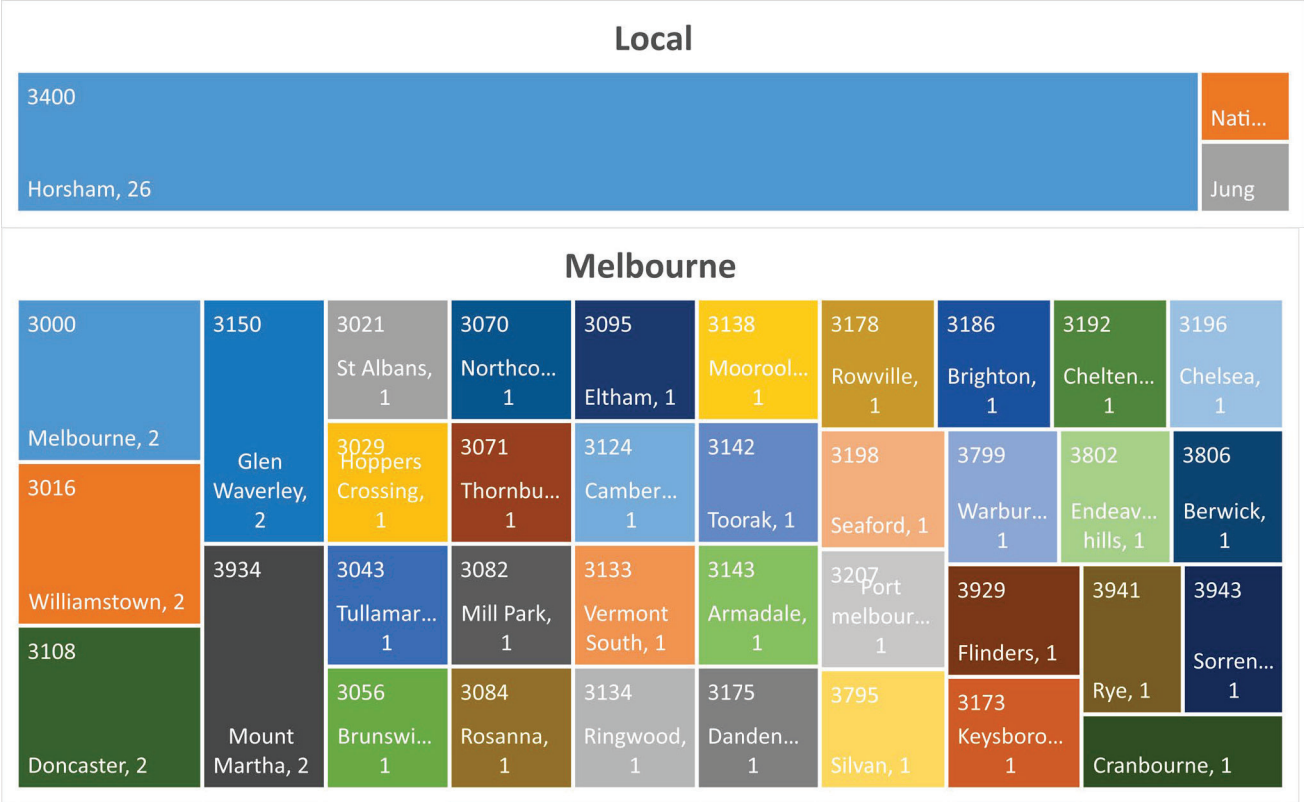 Local
3400
Horsham, 26
Nati...
Jung
Melbourne
3000
Melbourne, 2
3016
Williamstown, 2
3108
Doncaster, 2
3150
Glen
Waverley,
2
3934
Mount
Martha, 2
3021
St Albans,
1
3029
Hoppers
Crossing,
1
3043
Tullamar...
1
3056
Brunswi...
1
3070
Northco...
1
3071
Thornbu...
1
3082
Mill Park,
1
3084
Rosanna,
1
3095
Eltham, 1
3124
Camber...
1
3133
Vermont
South, 1
3134
Ringwood,
1
3138
Moorool...
1
3142
Toorak, 1
3143
Armadale,
1
3175
Danden...
1
3178
Rowville,
1
3198
Seaford, 1
3207
Port
melbour...
1
3795
Silvan, 1
3186
Brighton,
1
3192
Chelten...
1
3196
Chelsea,
1
3799
Warbur...
1
3802
Endeav...
hills, 1
3806
Berwick,
1
3929
Flinders, 1
3173
Keysboro...
1
3941
Rye, 1
3943
Sorren...
1
Cranbourne, 1